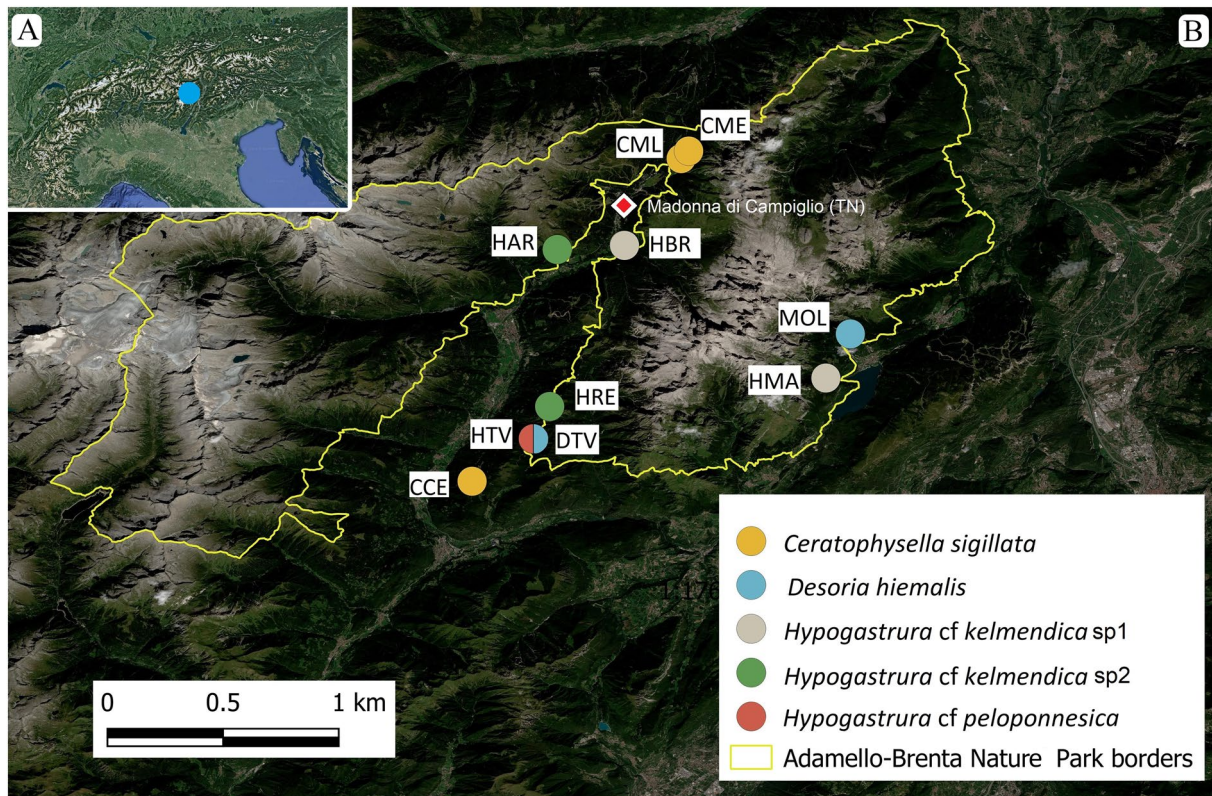 A
B
CME
CML
Madonna di Campiglio (TN)
HAR
HBR
MOL
HMA
HRE
HTV
DTV
CCE
Ceratophysella sigillata
Desoria hiemalis
Hypogastrura cf kelmendica sp1
Hypogastrura cf kelmendica sp2
Hypogastrura cf peloponnesica
Adamello-Brenta Nature Park borders
0 0.5 1 km